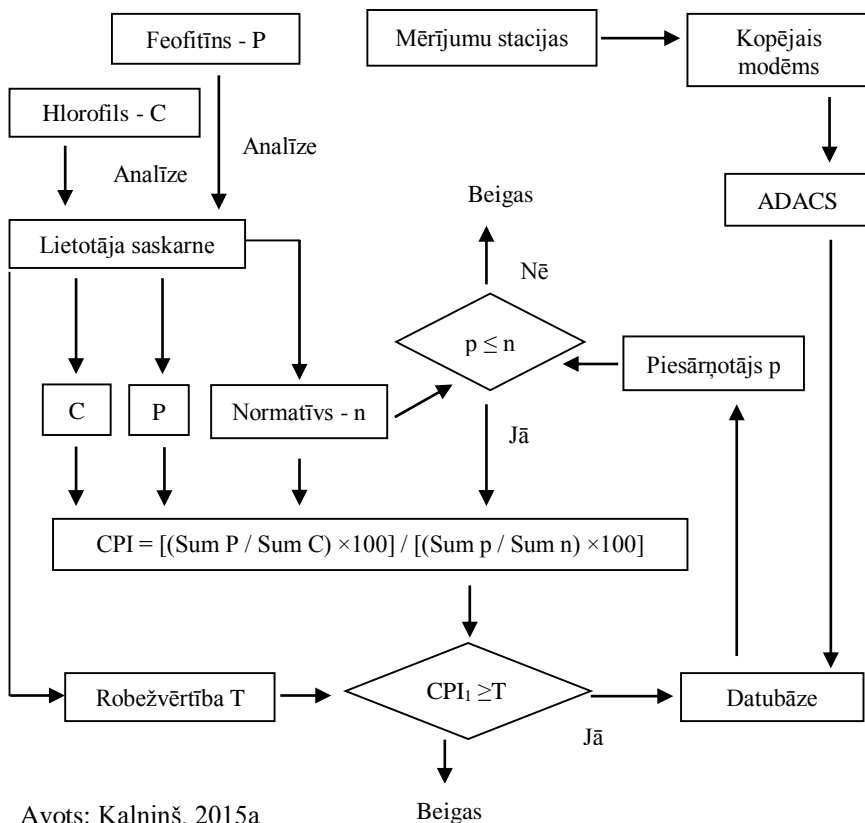 Feofitīns - P
Mērījumu stacijas
Kopējais
modēms
Hlorofils - C
Analīze
Analīze
Beigas
ADACS
Lietotāja saskarne
Nē
p ≤ n
Piesārņotājs p
C
P
Normatīvs - n
Jā
CPI = [(Sum P / Sum C) ×100] / [(Sum p / Sum n) ×100]
Robežvērtība T
CPI₁ ≥T
Datubāze
Jā
Avots: Kalniņš, 2015a
Beigas